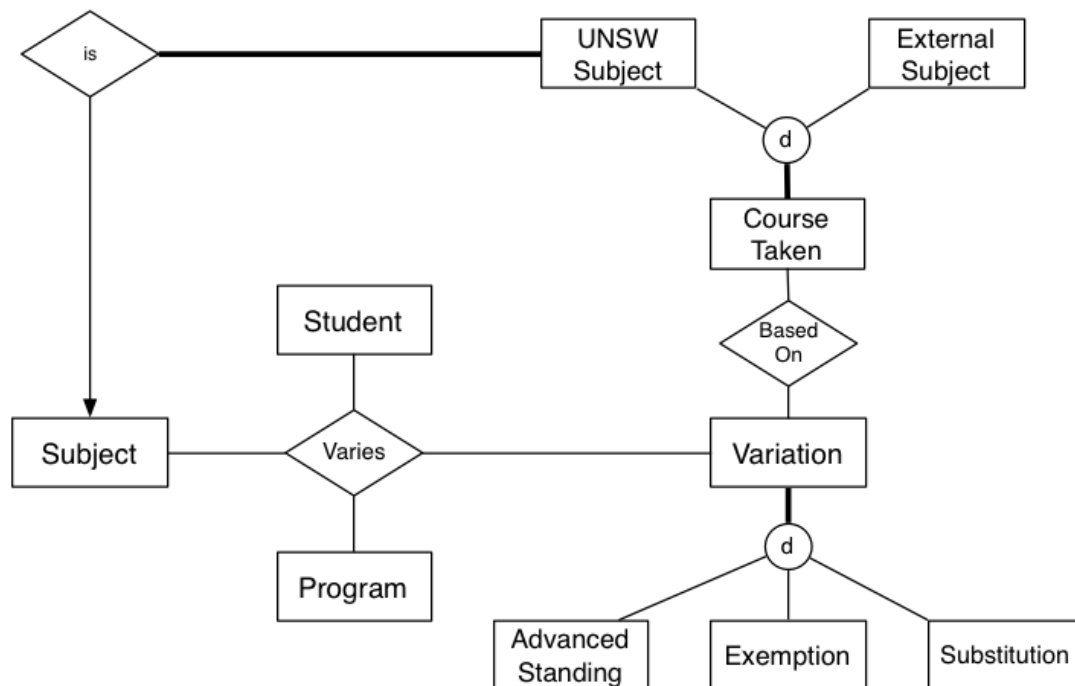 is
UNSW
Subject
External
Subject
d
Course
Taken
Student
Based
On
Subject
Varies
Variation
d
Program
Advanced
Standing
Exemption
Substitution